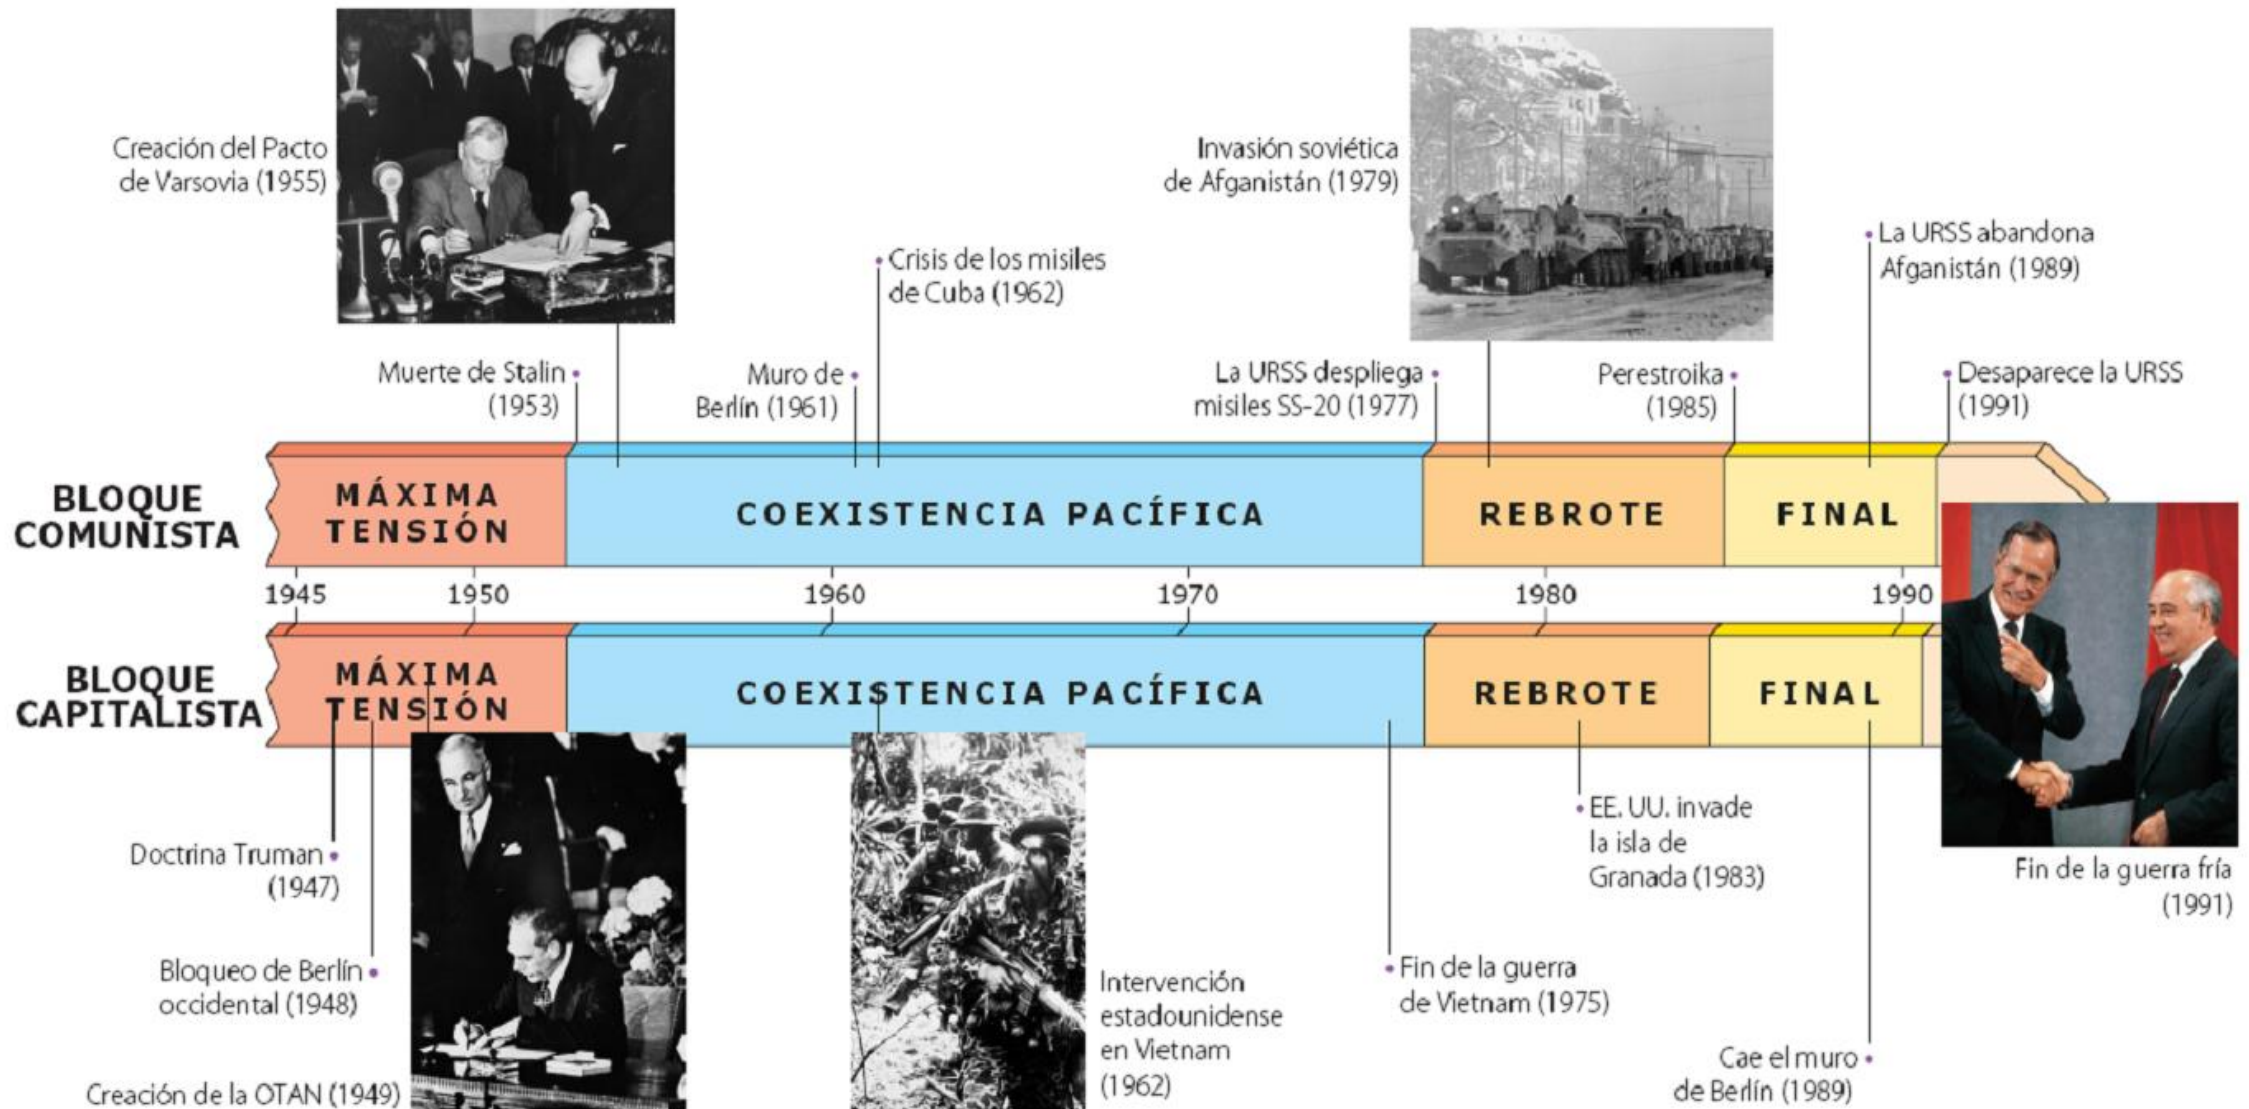 Creación del Pacto
de Varsovia (1955)
Invasión soviética
de Afganistán (1979)
La URSS abandona
Afganistán (1989)
Crisis de los misiles
de Cuba (1962)
Muerte de Stalin
(1953)
Muro de
Berlín (1961)
La URSS despliega
misiles SS-20 (1977)
Perestroika
(1985)
Desaparece la URSS
(1991)
BLOQUE
COMUNISTA
MÁXIMA
TENSIÓN
COEXISTENCIA PACÍFICA
REBROTE
FINAL
1945
1950
1960
1970
1980
1990
BLOQUE
CAPITALISTA
MÁXIMA
TENSIÓN
COEXISTENCIA PACÍFICA
REBROTE
FINAL
Doctrina Truman
(1947)
Bloqueo de Berlín
occidental (1948)
Creación de la OTAN (1949)
Intervención
estadounidense
en Vietnam
(1962)
Fin de la guerra
de Vietnam (1975)
EE. UU. invade
la isla de
Granada (1983)
Cae el muro
de Berlín (1989)
Fin de la guerra fría
(1991)